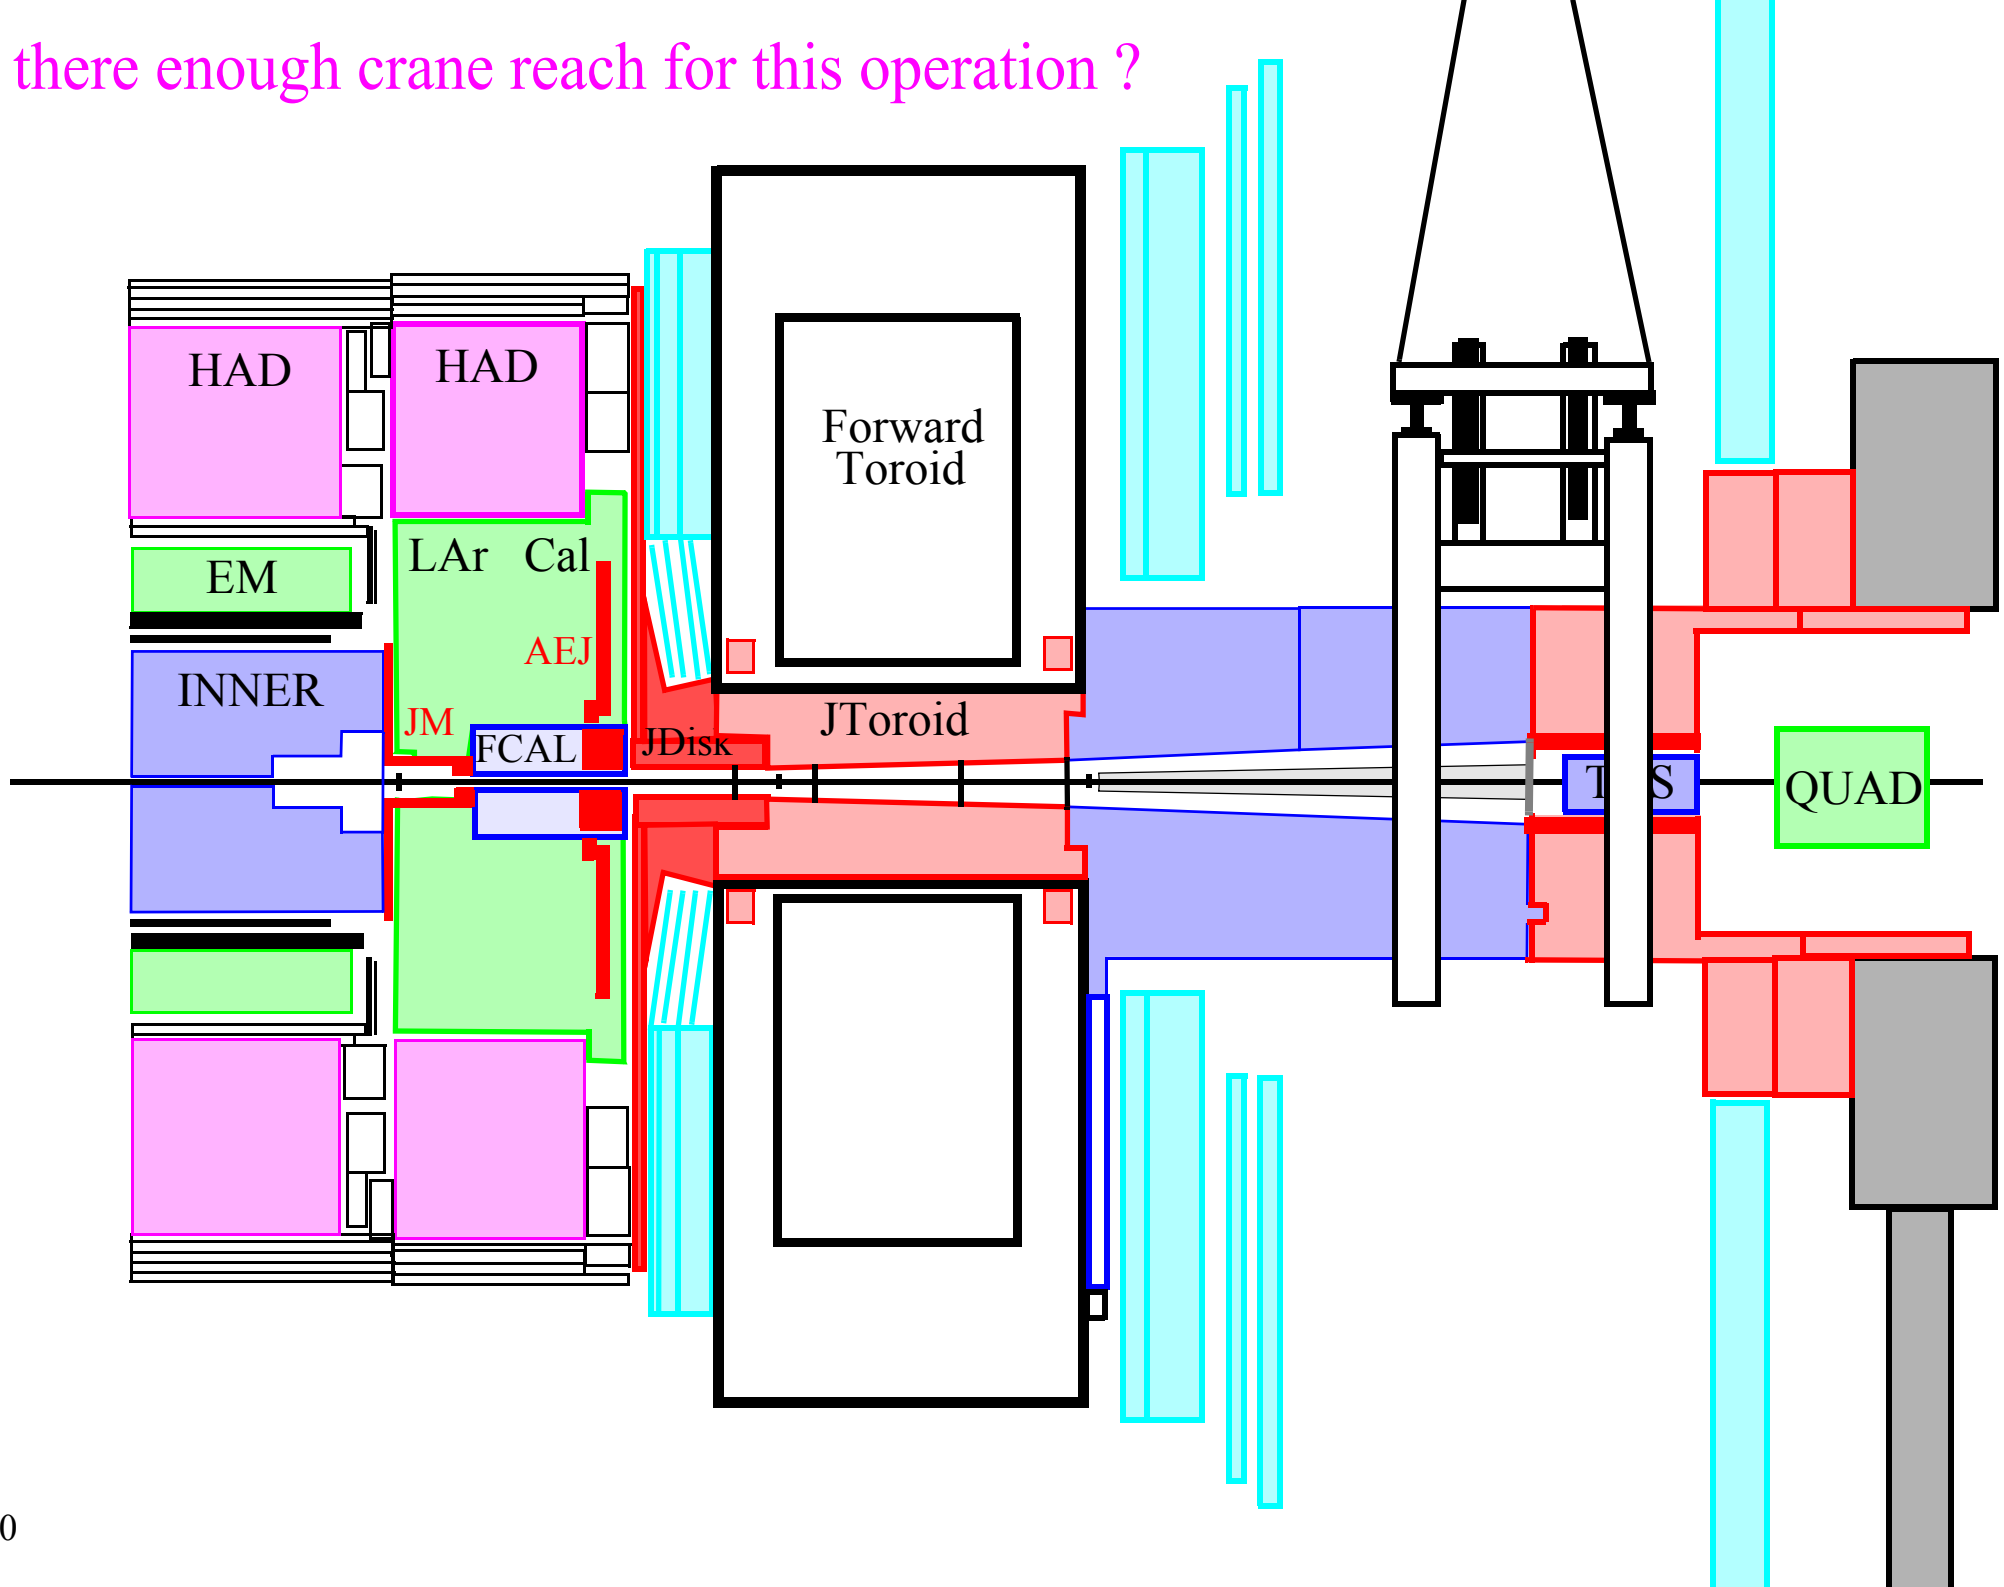 there enough crane reach for this operation ?
HAD
HAD
Forward
Toroid
LAr Cal
EM
AEJ
INNER
JM
JToroid
FCAL
JDisk
QUAD
0